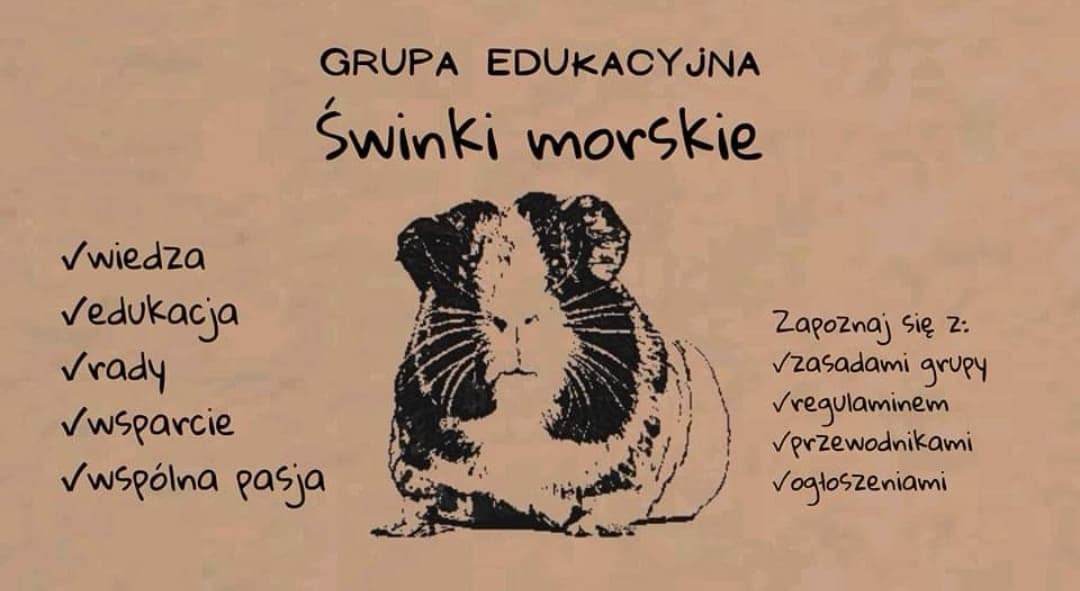 GRUPA EDUKACYJNA
Świnki morskie
√wiedza
√edukacja
√rady
√wsparcie
√wspólna pasja
Zapoznaj się z:
√zasadami grupy
√regulaminem
√przewodnikami
√ogłoszeniami